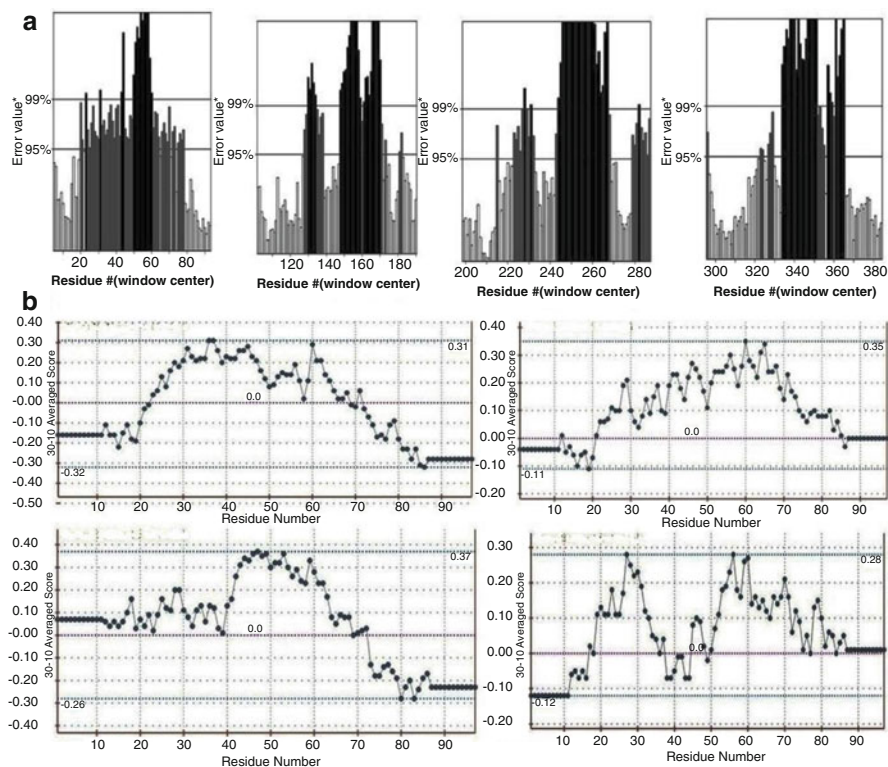 a
Error value*
99%
95%
20 40 60 80
Residue #(window center)
Error value*
99%
95%
120 140 160 180
Residue #(window center)
Error value*
99%
95%
200 220 240 260 280
Residue #(window center)
Error value*
99%
95%
300 320 340 360 380
Residue #(window center)
b
30-10 Averaged Score
0.40
0.30
0.20
0.10
-0.00
-0.10
-0.20
-0.30
-0.40
-0.50
0.31
0.0
-0.32
10 20 30 40 50 60 70 80 90
Residue Number
30-10 Averaged Score
0.40
0.30
0.20
0.10
0.00
-0.10
-0.20
0.35
0.0
-0.11
10 20 30 40 50 60 70 80 90
Residue Number
30-10 Averaged Score
0.40
0.30
0.20
0.10
-0.00
-0.10
-0.20
-0.30
-0.40
0.37
0.0
-0.26
10 20 30 40 50 60 70 80 90
Residue Number
30-10 Averaged Score
0.30
0.20
0.10
0.00
-0.10
-0.20
0.28
0.0
-0.12
10 20 30 40 50 60 70 80 90
Residue Number